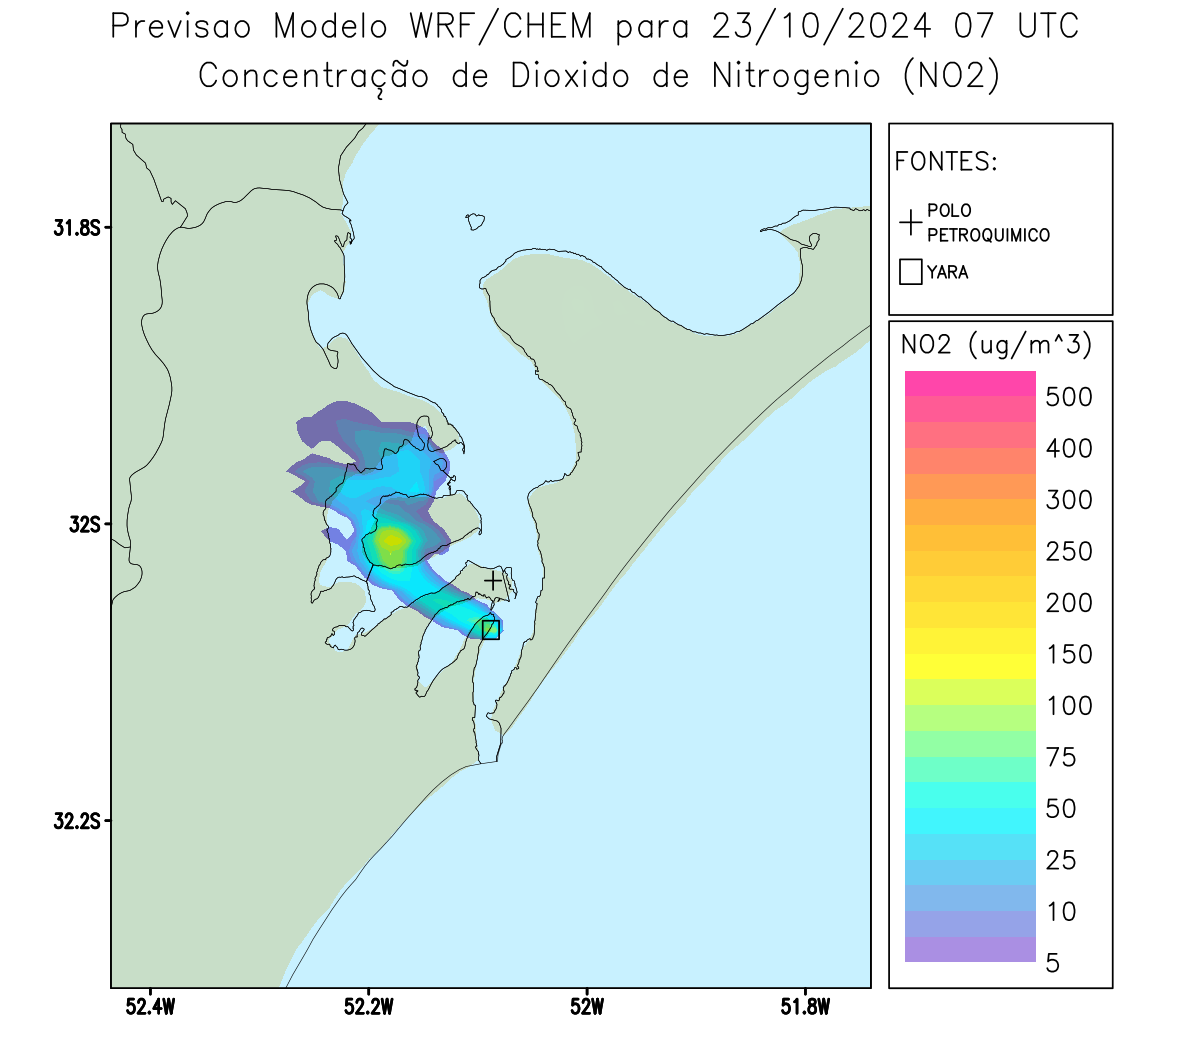 Previsao Modelo WRF/CHEM para 23/10/2024 07 UTC
Concentração de Dioxido de Nitrogenio (NO2)
FONTES:
POLO
PETROQUIMICO
YARA
NO2 (ug/m^3)
500
400
300
250
200
150
100
75
50
25
10
5
31.8S
32S
32.2S
52.4W
52.2W
52W
51.8W